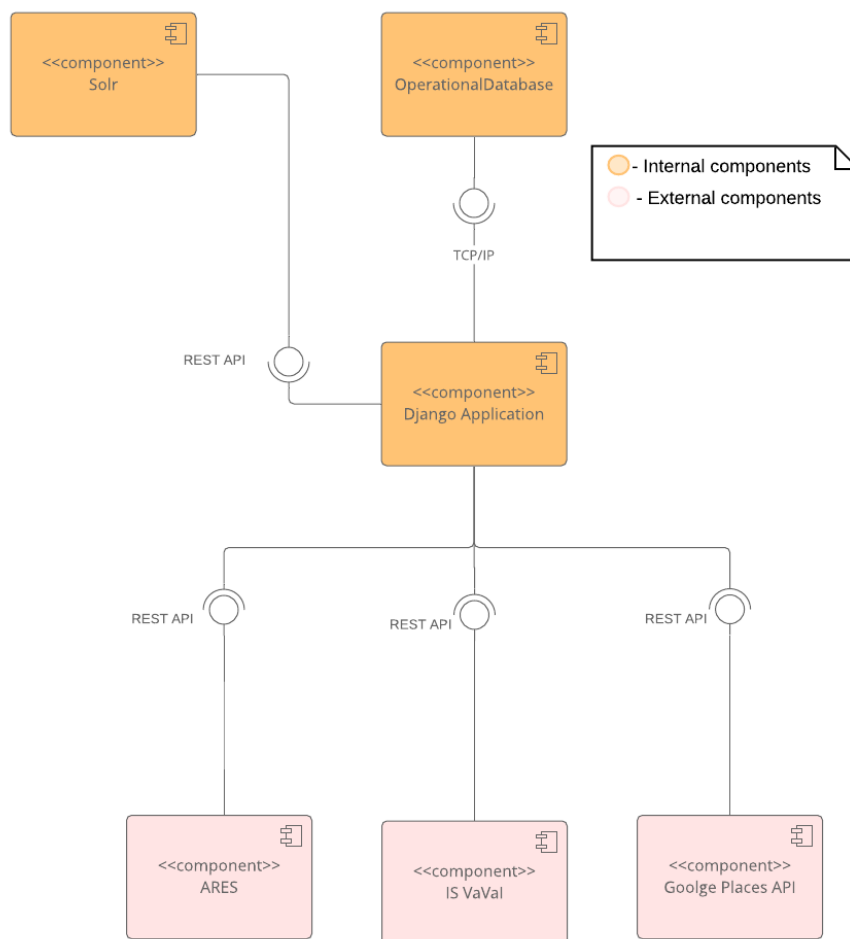 <<component>>
Solr
<<component>>
OperationalDatabase
- Internal components
- External components
TCP/IP
REST API
<<component>>
Django Application
REST API
REST API
REST API
<<component>>
ARES
<<component>>
IS VaVal
<<component>>
Goolge Places API